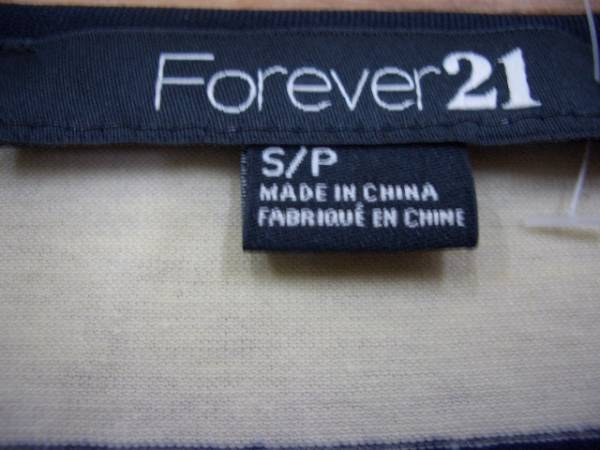 Forever21
S/P
MADE IN CHINA
FABRIQUÉ EN CHINE